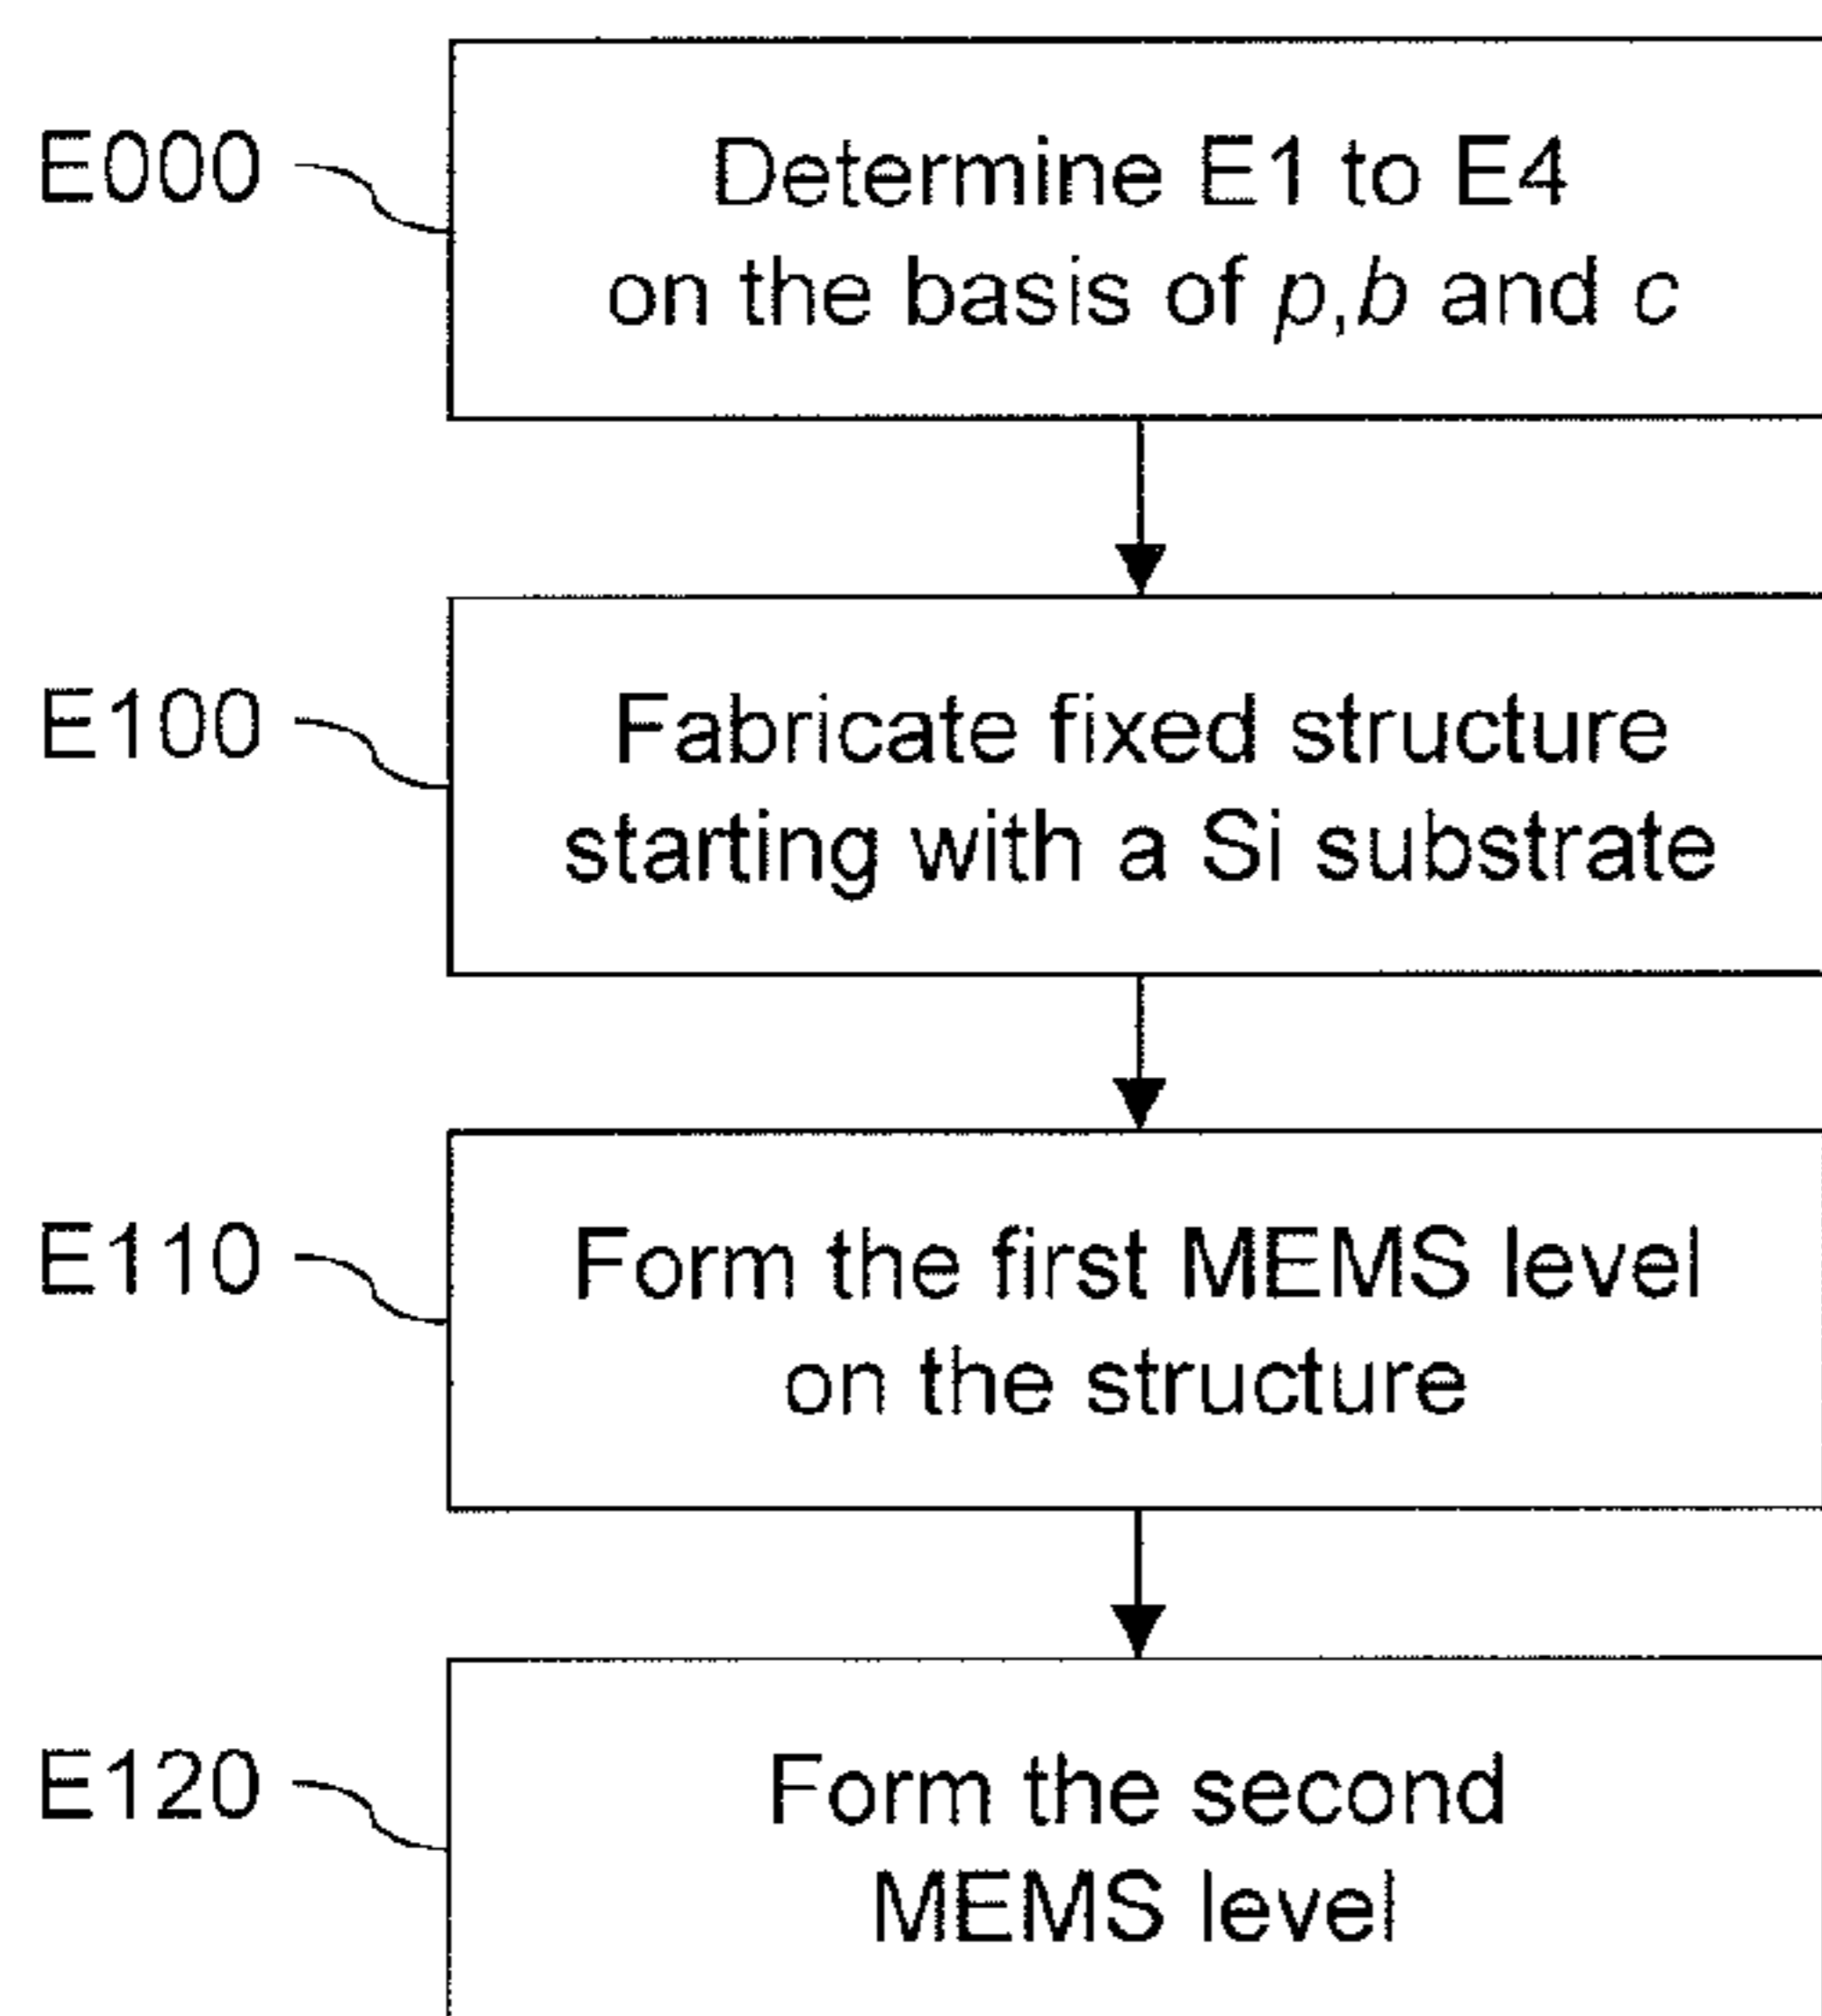 E000
Determine E1 to E4
on the basis of p,b and c
E100
Fabricate fixed structure
starting with a Si substrate
E110
Form the first MEMS level
on the structure
E120
Form the second
MEMS level